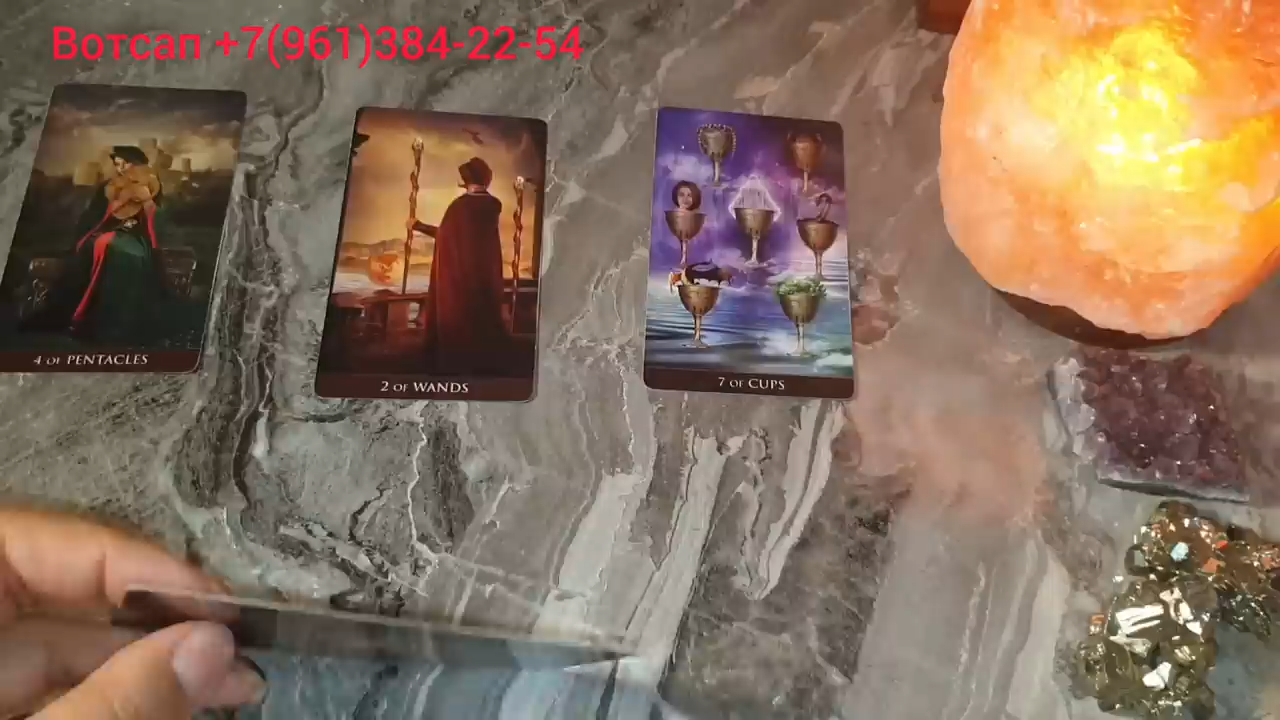 Вотсап +7(961)384-22-54
4 OF PENTACLES
2 OF WANDS
7 OF CUPS